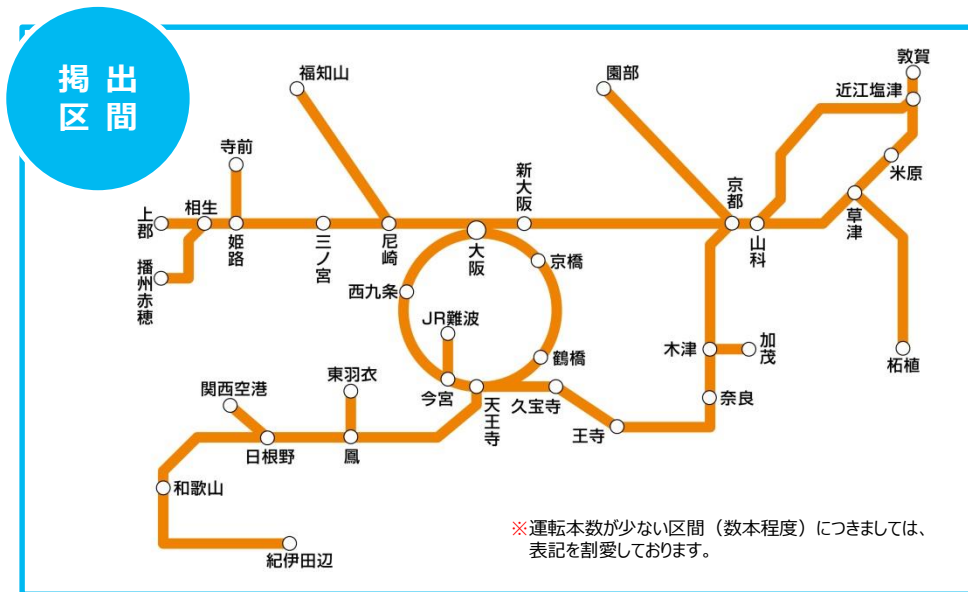 掲出
区間
福知山
園部
敦賀
近江塩津
寺前
米原
上郡
相生
姫路
三ノ宮
尼崎
大阪
新大阪
京都
山科
草津
播州赤穂
西九条
京橋
JR難波
鶴橋
木津
加茂
柘植
関西空港
東羽衣
今宮
天王寺
久宝寺
王寺
奈良
日根野
鳳
和歌山
紀伊田辺
※運転本数が少ない区間（数本程度）につきましては、
表記を割愛しております。